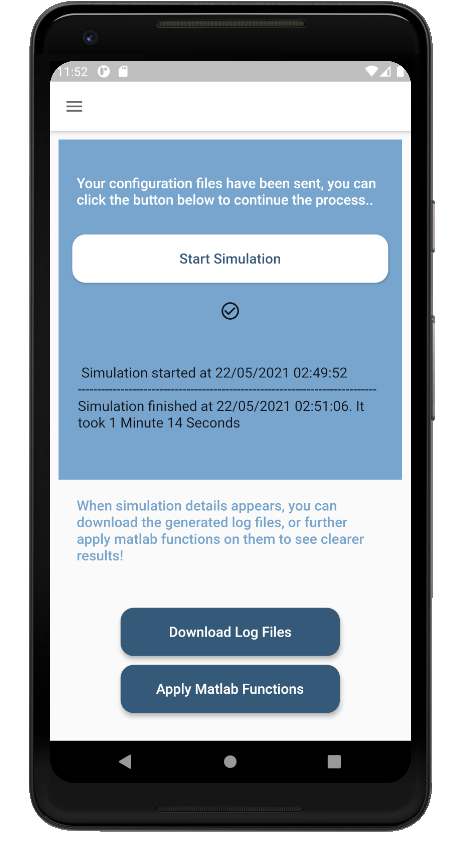 11:52
Your configuration files have been sent, you can
click the button below to continue the process..
Start Simulation
Simulation started at 22/05/2021 02:49:52
------------------------------------------------------------
Simulation finished at 22/05/2021 02:51:06. It
took 1 Minute 14 Seconds
When simulation details appears, you can
download the generated log files, or further
apply matlab functions on them to see clearer
results!
Download Log Files
Apply Matlab Functions